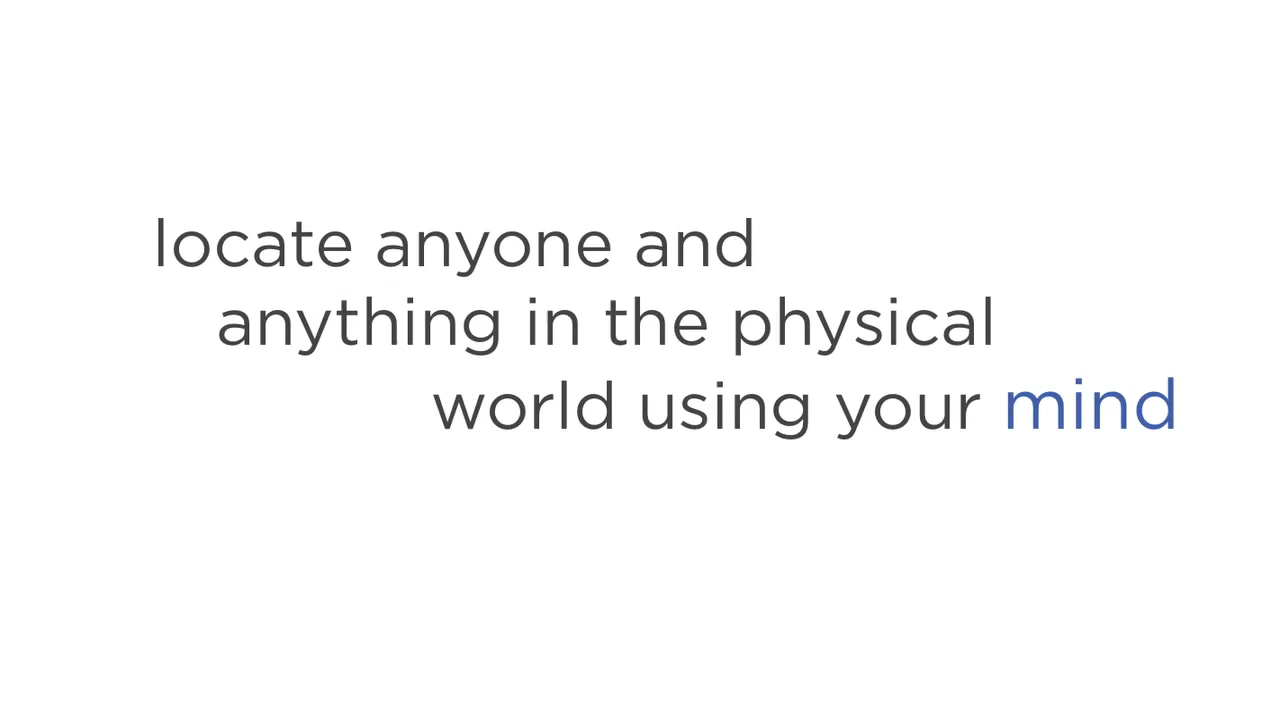 locate anyone and
anything in the physical
world using your mind